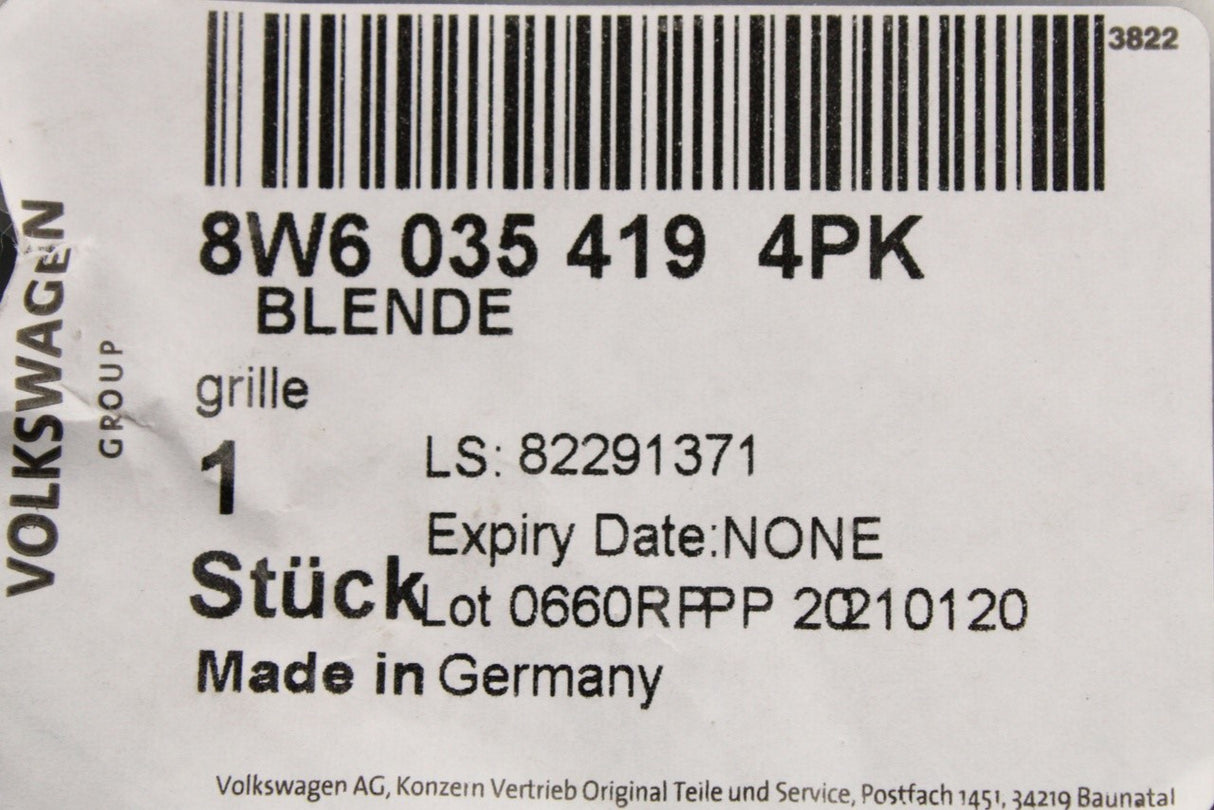 3822
8W6 035 419 4PK
BLENDE
grille
1
LS: 82291371
Expiry Date:NONE
Stück
Lot 0660RPPPP 20210120
Made in Germany
VOLKSWAGEN
GROUP
Volkswagen AG, Konzern Vertrieb Original Teile und Service, Postfach 1451, 34219 Baunatal